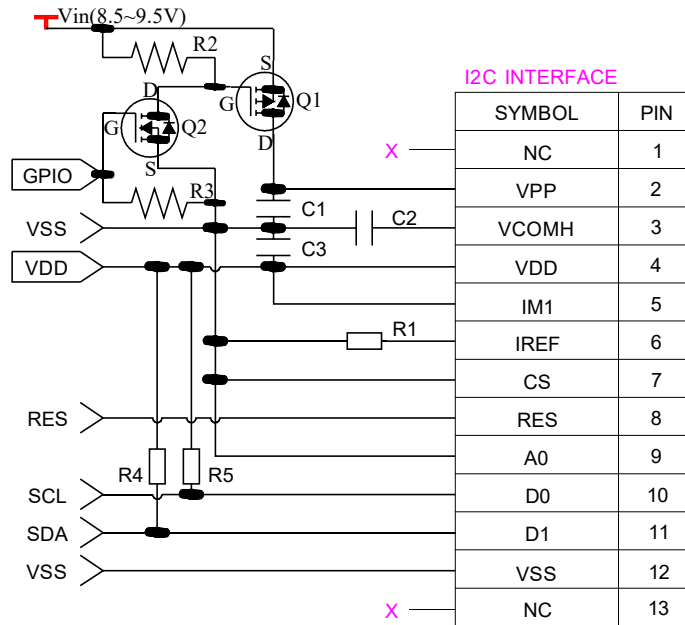 Vin(8.5~9.5V)
R2
S
I2C INTERFACE
D
G
Q1
SYMBOL PIN
G
Q2
D
X NC 1
S
GPIO
R3
VPP 2
C1
C2
VSS
VCOMH 3
C3
VDD
VDD 4
IM1 5
R1
IREF 6
CS 7
RES
RES 8
A0 9
R4 R5
SCL
D0 10
SDA
D1 11
VSS
VSS 12
X NC 13